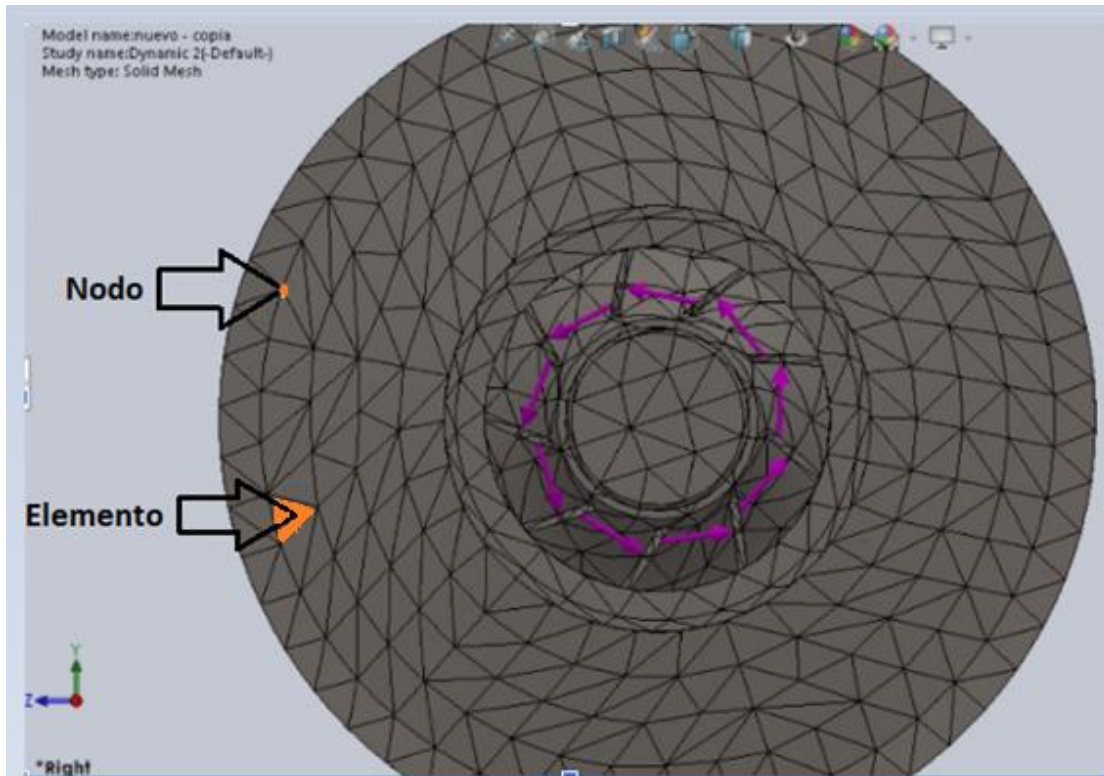 Model name:nuevo - copia
Study name:Dynamic 2(-Default-)
Mesh type: Solid Mesh
Nodo
Elemento
Y
Z
*Right